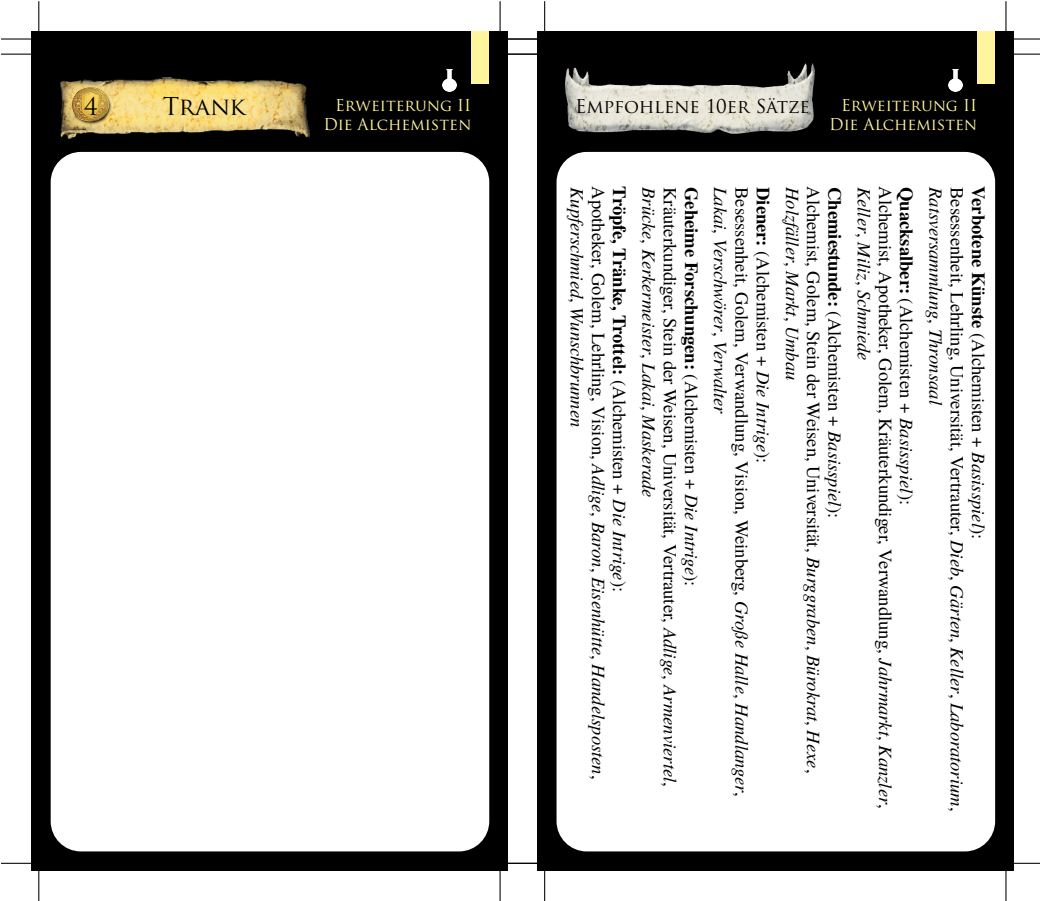 4
TRANK
ERWEITERUNG II
DIE ALCHEMISTEN
EMPFOHLENE 10ER SÄTZE
ERWEITERUNG II
DIE ALCHEMISTEN
Verbotene Künste (Alchemisten + Basisspiel):
Besessenheit, Lehrling, Universität, Vertrauter, Dieb, Gärten, Keller, Laboratorium,
Ratsversammlung, Thronsaal
Quacksalber: (Alchemisten + Basisspiel):
Alchemist, Apotheker, Golem, Kräuterkundiger, Verwandlung, Jahrmarkt, Kanzler,
Keller, Miliz, Schmiede
Chemiestunde: (Alchemisten + Basisspiel):
Alchemist, Golem, Stein der Weisen, Universität, Burggraben, Bürokrat, Hexe,
Holzfäller, Markt, Umbau
Diener: (Alchemisten + Die Intrige):
Besessenheit, Golem, Verwandlung, Vision, Weinberg, Große Halle, Handlanger,
Lakai, Verschwörer, Verwalter
Geheime Forschungen: (Alchemisten + Die Intrige):
Kräuterkundiger, Stein der Weisen, Universität, Vertrauter, Adlige, Armenviertel,
Brücke, Kerkermeister, Lakai, Maskerade
Tröpfe, Tränke, Trottel: (Alchemisten + Die Intrige):
Apotheker, Golem, Lehrling, Vision, Adlige, Baron, Eisenhütte, Handelsposten,
Kupferschmied, Wunschbrunnen